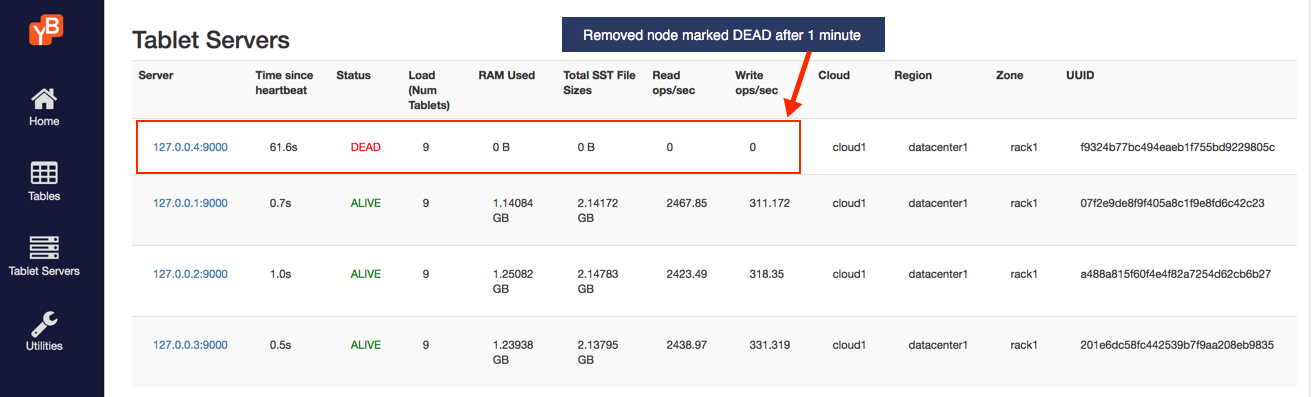 YB
Removed node marked DEAD after 1 minute
Tablet Servers
Server Time since heartbeat Status Load (Num Tablets) RAM Used Total SST File Sizes Read ops/sec Write ops/sec Cloud Region Zone UUID
Home
127.0.0.4:9000 61.6s DEAD 9 0 B 0 B 0 0 cloud1 datacenter1 rack1 f9324b77bc494eaeb1f755bd9229805c
Tables
127.0.0.1:9000 0.7s ALIVE 9 1.14084 GB 2.14172 GB 2467.85 311.172 cloud1 datacenter1 rack1 07f2e9de8f9f405a8c1f9e8fd6c42c23
Tablet Servers
127.0.0.2:9000 1.0s ALIVE 9 1.25082 GB 2.14783 GB 2423.49 318.35 cloud1 datacenter1 rack1 a488a815f60f4e4f82a7254d62cb6b27
Utilities
127.0.0.3:9000 0.5s ALIVE 9 1.23938 GB 2.13795 GB 2438.97 331.319 cloud1 datacenter1 rack1 201e6dc58fc442539b7f9aa208eb9835